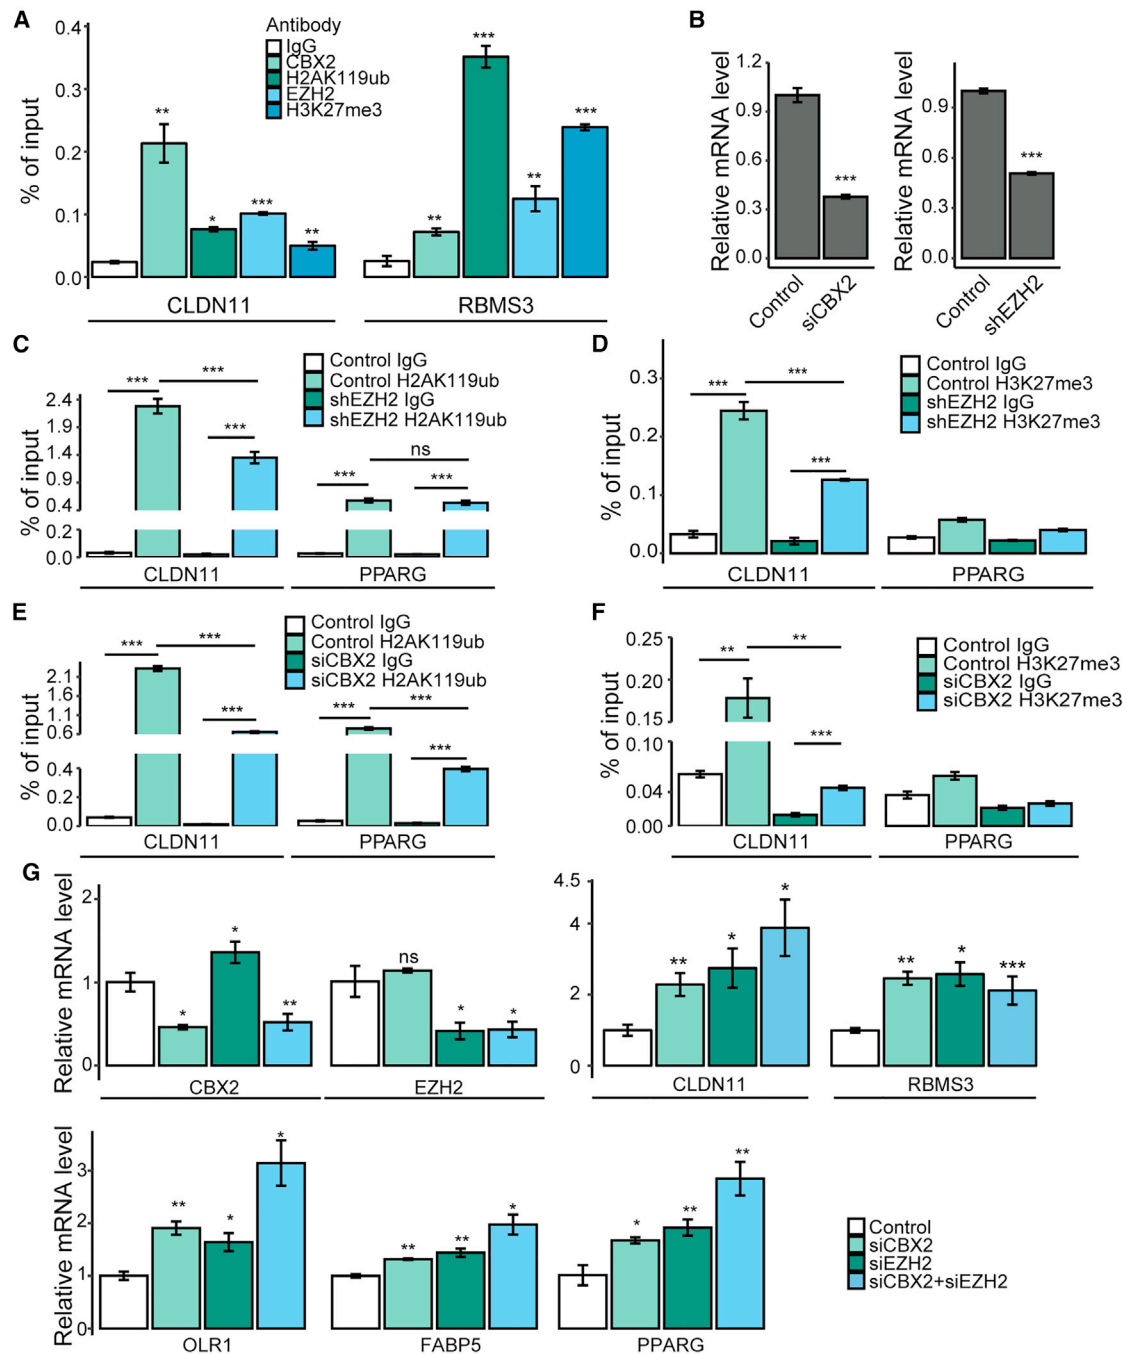 A
Antibody
IgG
CBX2
H2AK119ub
EZH2
H3K27me3
% of input
0.4
0.3
0.2
0.1
0.0
**
*
***
**
**
***
**
***
CLDN11
RBMS3
B
Relative mRNA level
1.2
0.9
0.6
0.3
0.0
***
Control
siCBX2
Relative mRNA level
0.9
0.6
0.3
0.0
***
Control
shEZH2
C
Control IgG
Control H2AK119ub
shEZH2 IgG
shEZH2 H2AK119ub
% of input
2.4
1.9
1.4
0.9
0.4
0.2
0.0
***
***
***
***
ns
***
CLDN11
PPARG
D
Control IgG
Control H3K27me3
shEZH2 IgG
shEZH2 H3K27me3
% of input
0.3
0.2
0.1
0.0
***
***
***
CLDN11
PPARG
E
Control IgG
Control H2AK119ub
siCBX2 IgG
siCBX2 H2AK119ub
% of input
2.1
1.6
1.1
0.6
0.4
0.2
0.0
***
***
***
***
***
***
CLDN11
PPARG
F
Control IgG
Control H3K27me3
siCBX2 IgG
siCBX2 H3K27me3
% of input
0.25
0.20
0.15
0.10
0.04
0.00
**
**
***
CLDN11
PPARG
G
Relative mRNA level
2
1
0
*
*
**
ns
*
*
CBX2
EZH2
4.5
4
2
0
**
*
*
**
*
***
CLDN11
RBMS3
Relative mRNA level
3
2
1
0
**
*
*
**
**
*
*
**
**
OLR1
FABP5
PPARG
Control
siCBX2
siEZH2
siCBX2+siEZH2